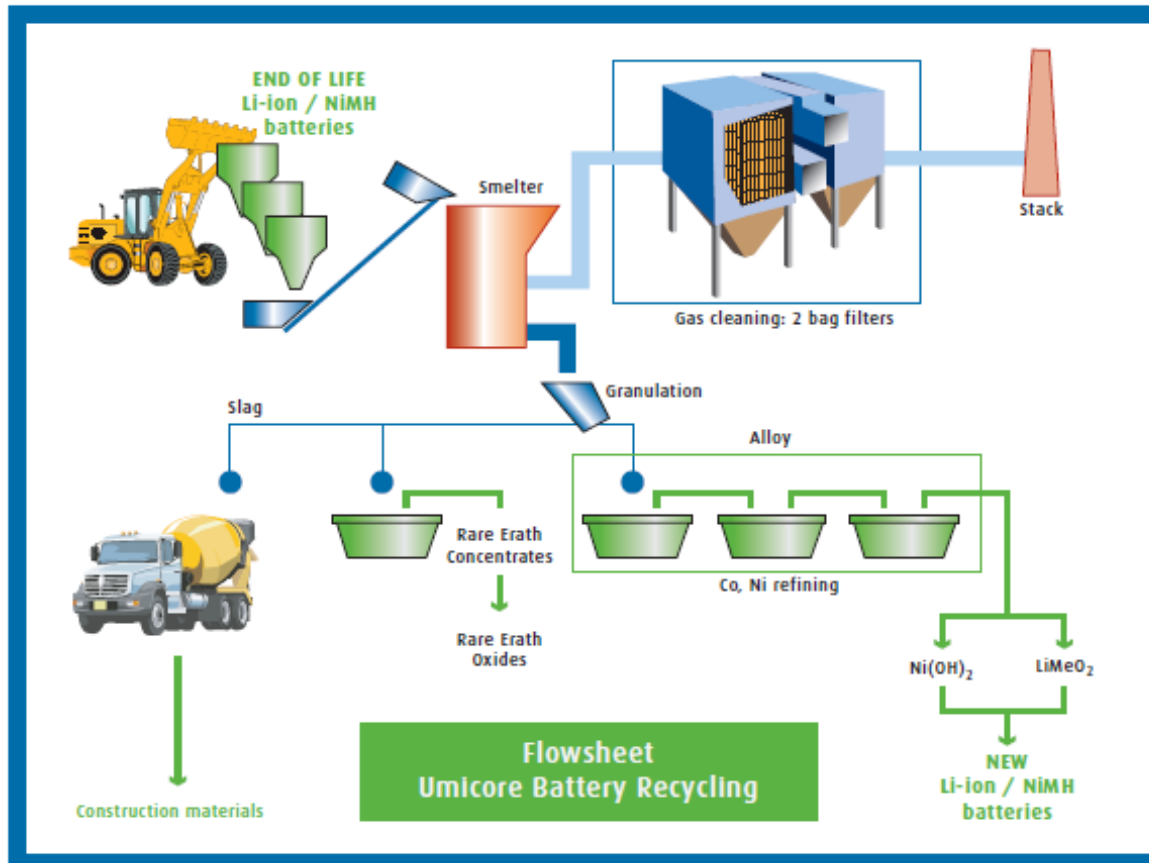 END OF LIFE
Li-ion / NiMH
batteries
Smelter
Stack
Gas cleaning: 2 bag filters
Granulation
Slag
Alloy
Rare Erath
Concentrates
Co, Ni refining
Rare Erath
Oxides
Ni(OH)2
LiMeO2
Flowsheet
Umicore Battery Recycling
NEW
Li-ion / NiMH
batteries
Construction materials